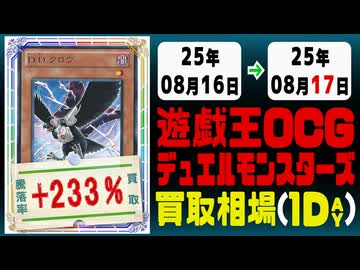 D.D.クロウ
騰落率
+233%
買取
25年
08月16日
25年
08月17日
遊戯王OCG
デュエルモンスターズ
買取相場(1D)